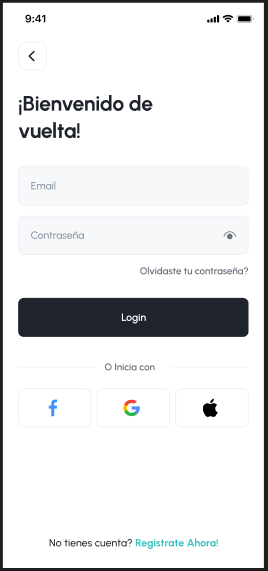 9:41
¡Bienvenido de
vuelta!
Email
Contraseña
Olvidaste tu contraseña?
Login
O Inicia con
No tienes cuenta? Registrate Ahora!